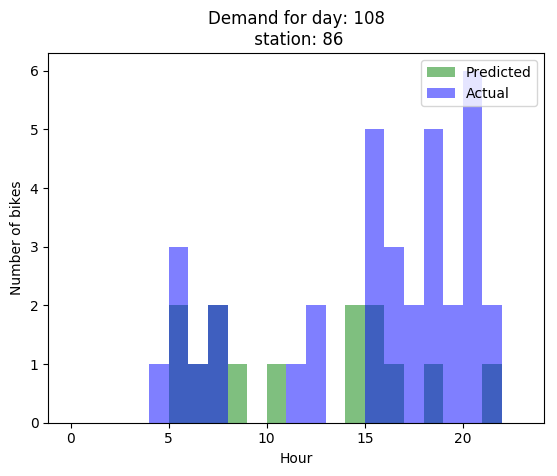 Demand for day: 108
station: 86
Number of bikes
6
5
4
3
2
1
0
Predicted
Actual
0
5
10
15
20
Hour